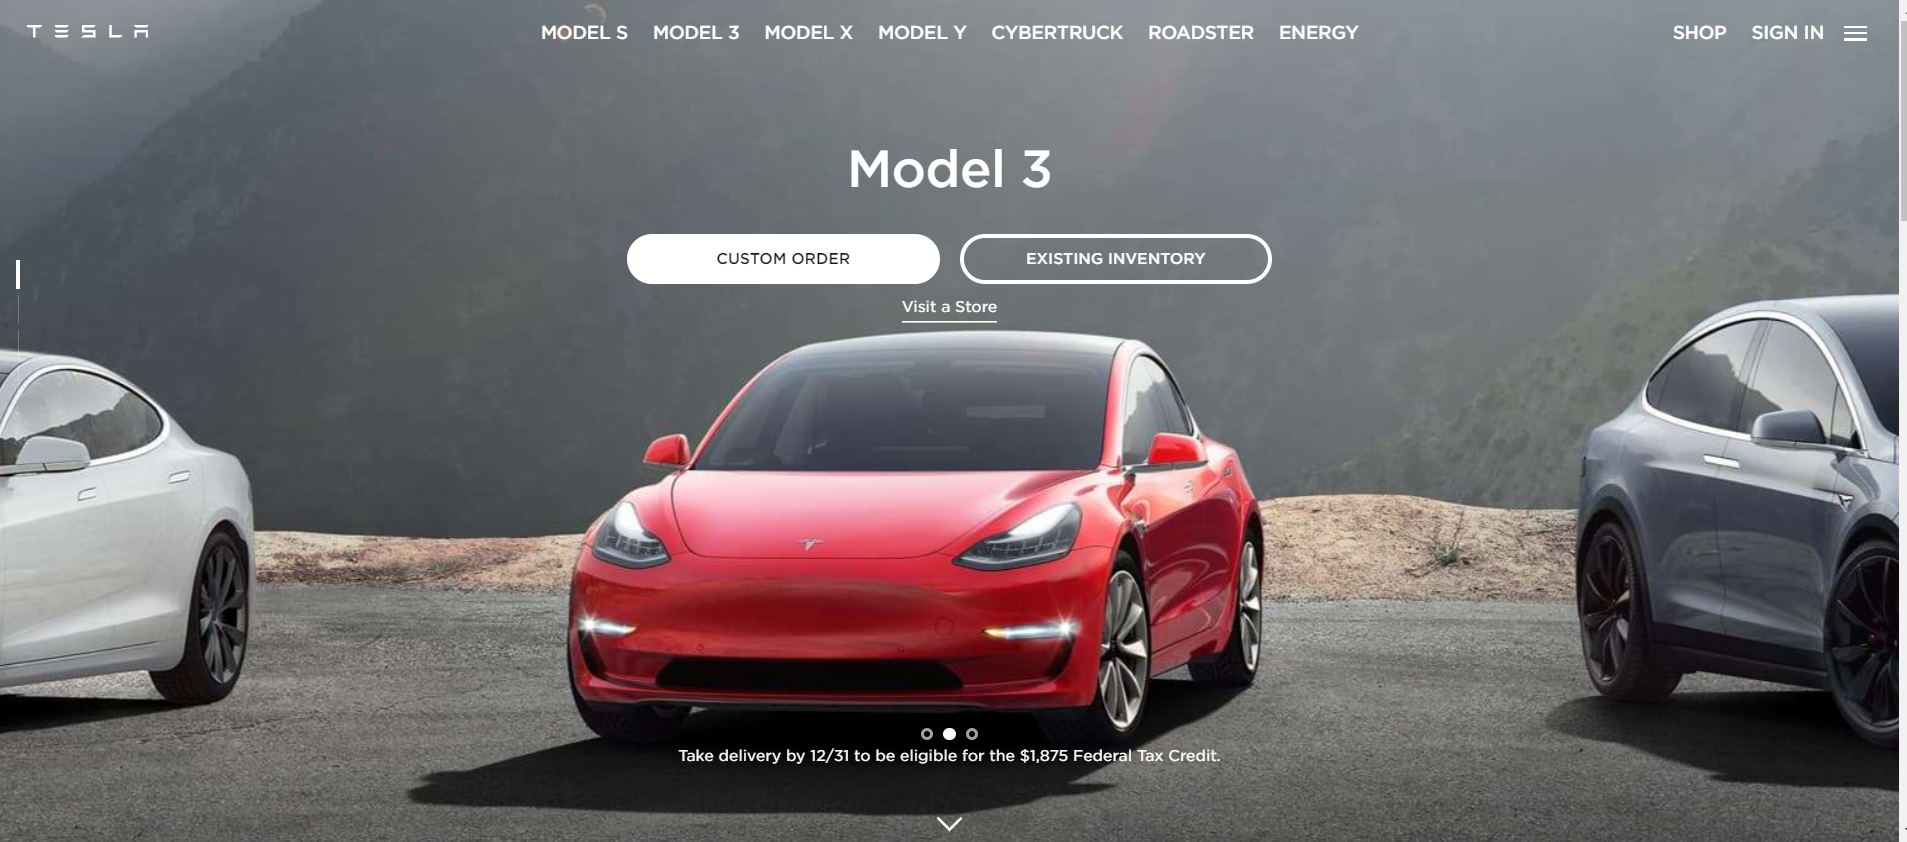 TESLA
MODEL S MODEL 3 MODEL X MODEL Y CYBERTRUCK ROADSTER ENERGY
SHOP SIGN IN
Model 3
CUSTOM ORDER
EXISTING INVENTORY
Visit a Store
Take delivery by 12/31 to be eligible for the $1,875 Federal Tax Credit.